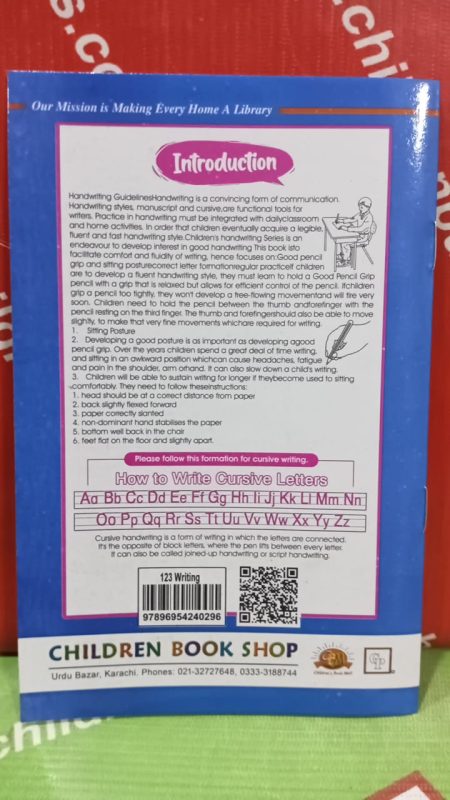 Our Mission is Making Every Home A Library
Introduction
Handwriting GuidelinesHandwriting is a convincing form of communication.
Handwriting styles, manuscript and cursive,are functional tools for
writers. Practice in handwriting must be integrated with dailyclassroom
and home activities. In order that children eventually acquire a legible,
fluent and fast handwriting style.Children's handwriting Series is an
endeavour to develop interest in good handwriting This book isto
facilitate comfort and fluidity of writing, hence focuses on:Good pencil
grip and sitting posturecorrect letter formationregular practiceIf children
are to develop a fluent handwriting style, they must learn to hold a Good Pencil Grip
pencil with a grip that is relaxed but allows for efficient control of the pencil. Ifchildren
grip a pencil too tightly, they won't develop a free-flowing movementand will tire very
soon. Children need to hold the pencil between the thumb andforefinger with the
pencil resting on the third finger. The thumb and forefingershould also be able to move
slightly, to make that very fine movements whichare required for writing.
1. Sitting Posture
2. Developing a good posture is as important as developing agood
pencil grip. Over the years children spend a great deal of time writing,
and sitting in an awkward position whichcan cause headaches, fatigue
and pain in the shoulder, arm orhand. It can also slow down a child's writing.
3. Children will be able to sustain writing for longer if theybecome used to sitting
comfortably. They need to follow theseinstructions:
1. head should be at a correct distance from paper
2. back slightly flexed forward
3. paper correctly slanted
4. non-dominant hand stabilises the paper
5. bottom well back in the chair
6. feet flat on the floor and slightly apart.
Please follow this formation for cursive writing.
How to Write Cursive Letters
Aa Bb Cc Dd Ee Ff Gg Hh Ii Jj Kk Ll Mm Nn
Oo Pp Qq Rr Ss Tt Uu Vv Ww Xx Yy Zz
Cursive handwriting is a form of writing in which the letters are connected.
It's the opposite of block letters, where the pen lifts between every letter.
It can also be called joined-up handwriting or script handwriting.
123 Writing
97896954240296
CHILDREN BOOK SHOP
Urdu Bazar, Karachi. Phones: 021-32727648, 0333-3188744